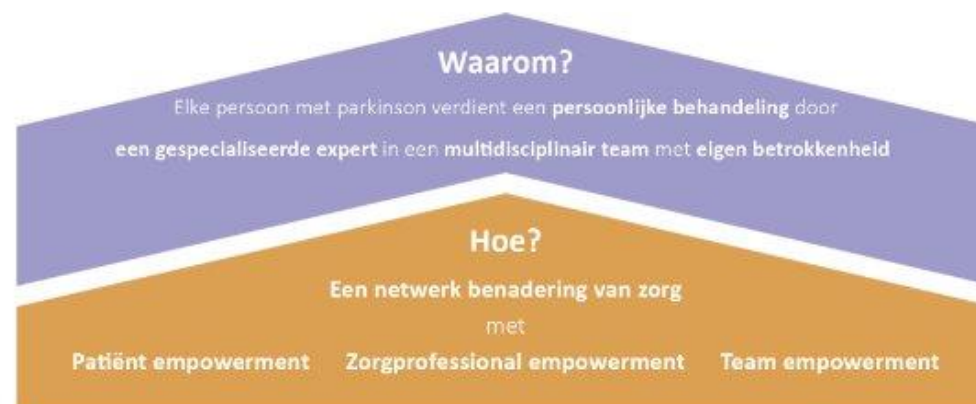 Waarom?
Elke persoon met parkinson verdient een persoonlijke behandeling door
een gespecialiseerde expert in een multidisciplinair team met eigen betrokkenheid
Hoe?
Een netwerk benadering van zorg
met
Patiënt empowerment Zorgprofessional empowerment Team empowerment